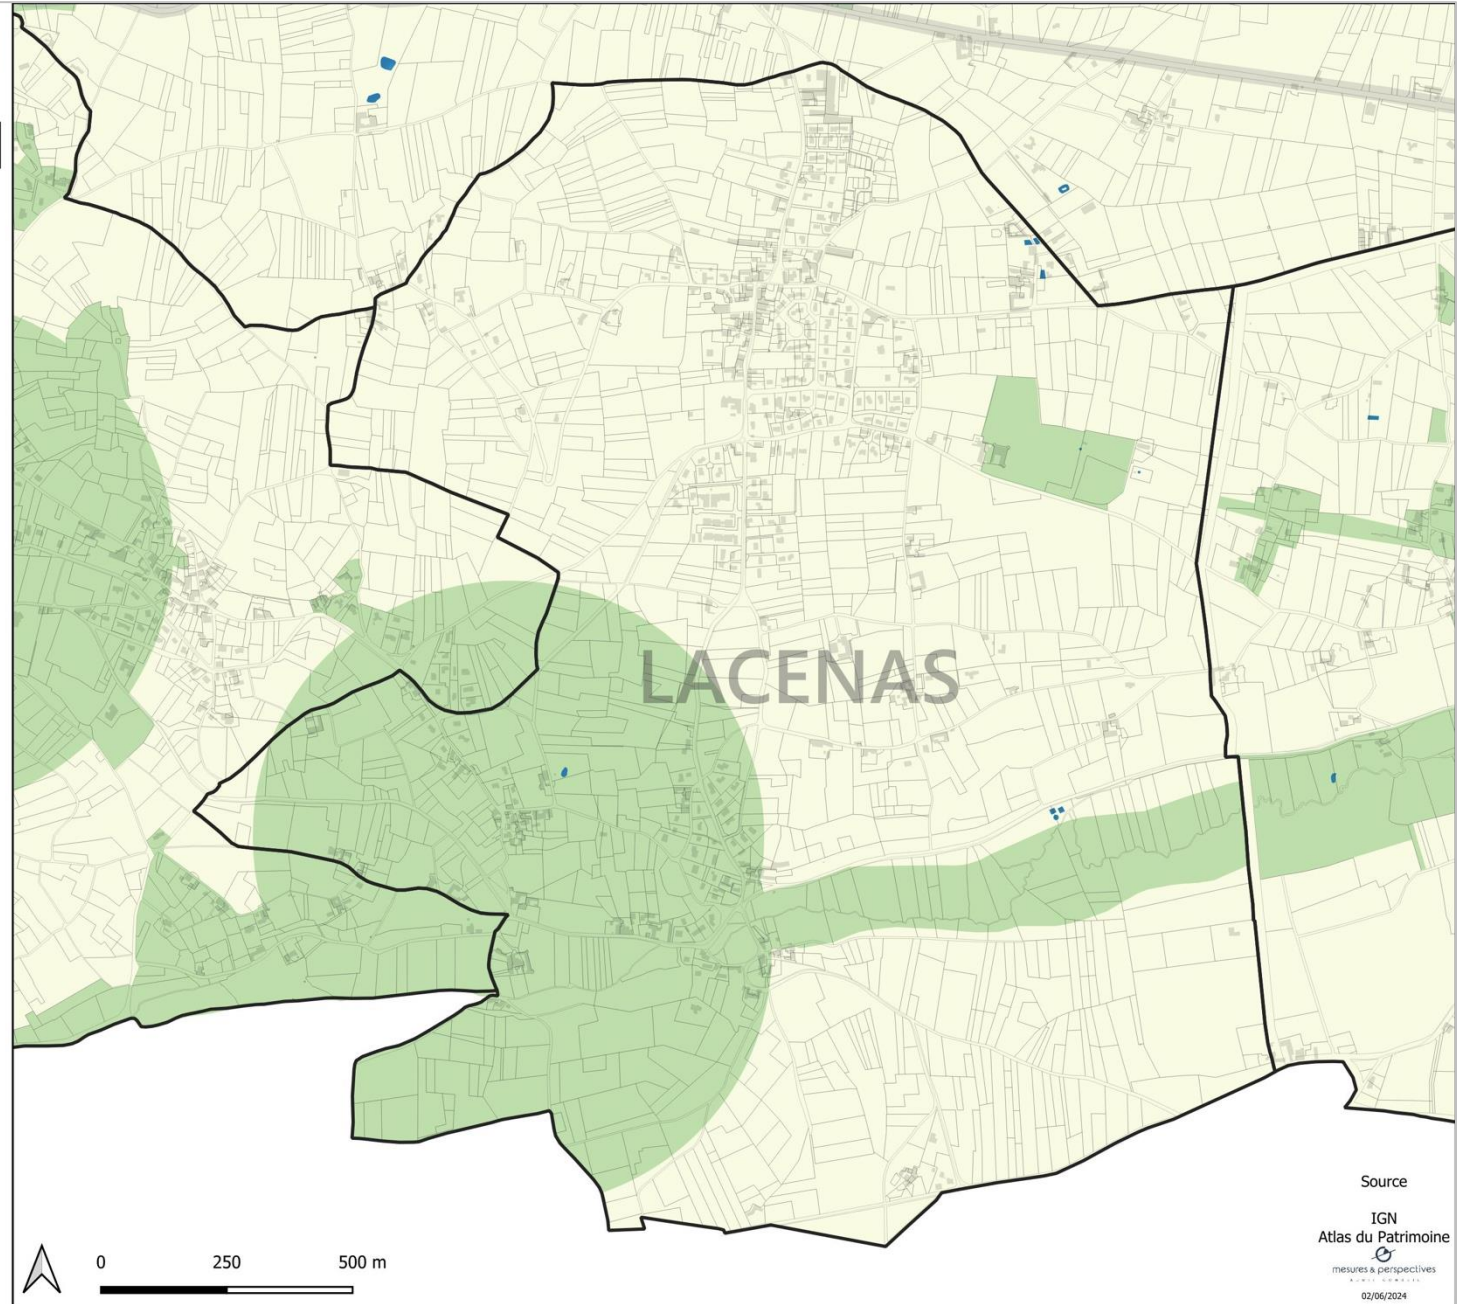 LACENAS
0 250 500 m
Source
IGN
Atlas du Patrimoine
mesures & perspectives
02/06/2024